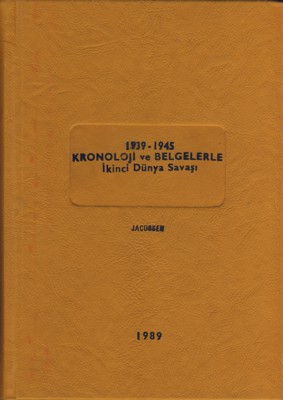 1939-1945
KRONOLOJİ ve BELGELERLE
İkinci Dünya Savaşı
JACOBSEN
1989